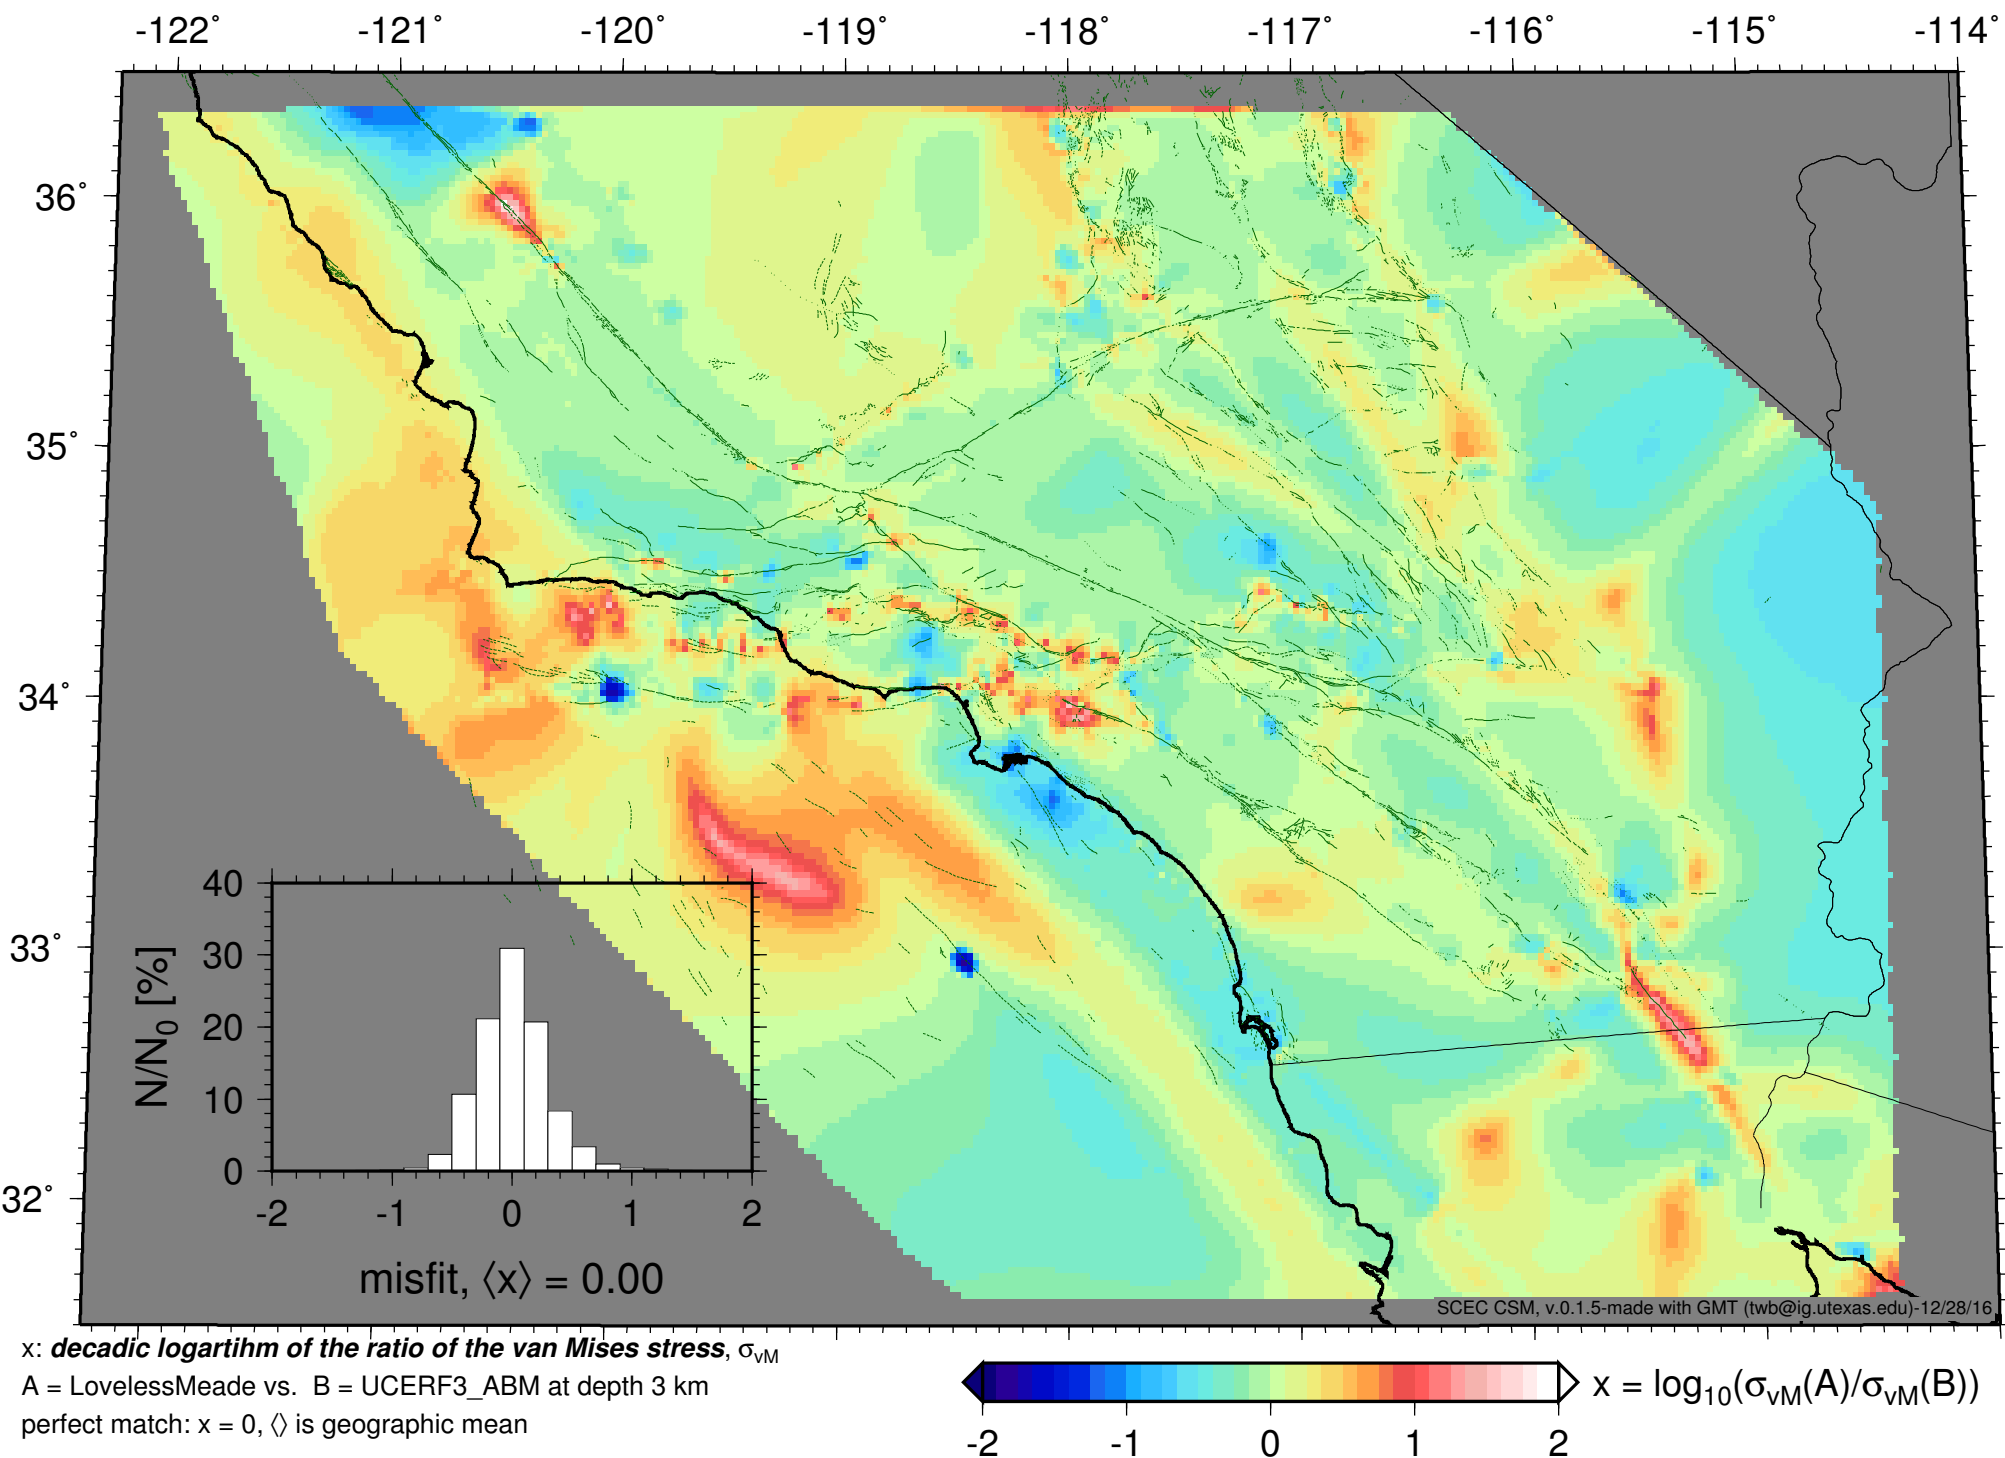 -122˚ -121˚ -120˚ -119˚ -118˚ -117˚ -116˚ -115˚ -114˚
36˚
35˚
34˚
33˚
32˚
N/N0 [%]
40
30
20
10
0
-2 -1 0 1 2
misfit, ⟨x⟩ = 0.00
SCEC CSM, v.0.1.5-made with GMT (twb@ig.utexas.edu)-12/28/16
x: decadic logartihm of the ratio of the van Mises stress, σvM
A = LovelessMeade vs. B = UCERF3_ABM at depth 3 km
perfect match: x = 0, ⟨⟩ is geographic mean
x = log10(σvM(A)/σvM(B))
-2 -1 0 1 2